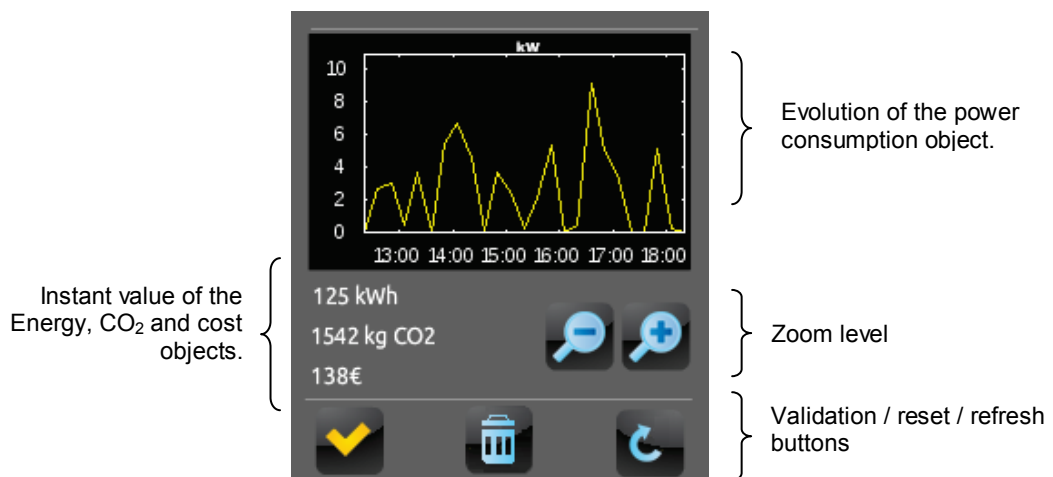 kW
10
8
6
4
2
0
13:00 14:00 15:00 16:00 17:00 18:00
Evolution of the power
consumption object.
Instant value of the
Energy, CO₂ and cost
objects.
125 kWh
1542 kg CO2
138€
Zoom level
Validation / reset / refresh
buttons